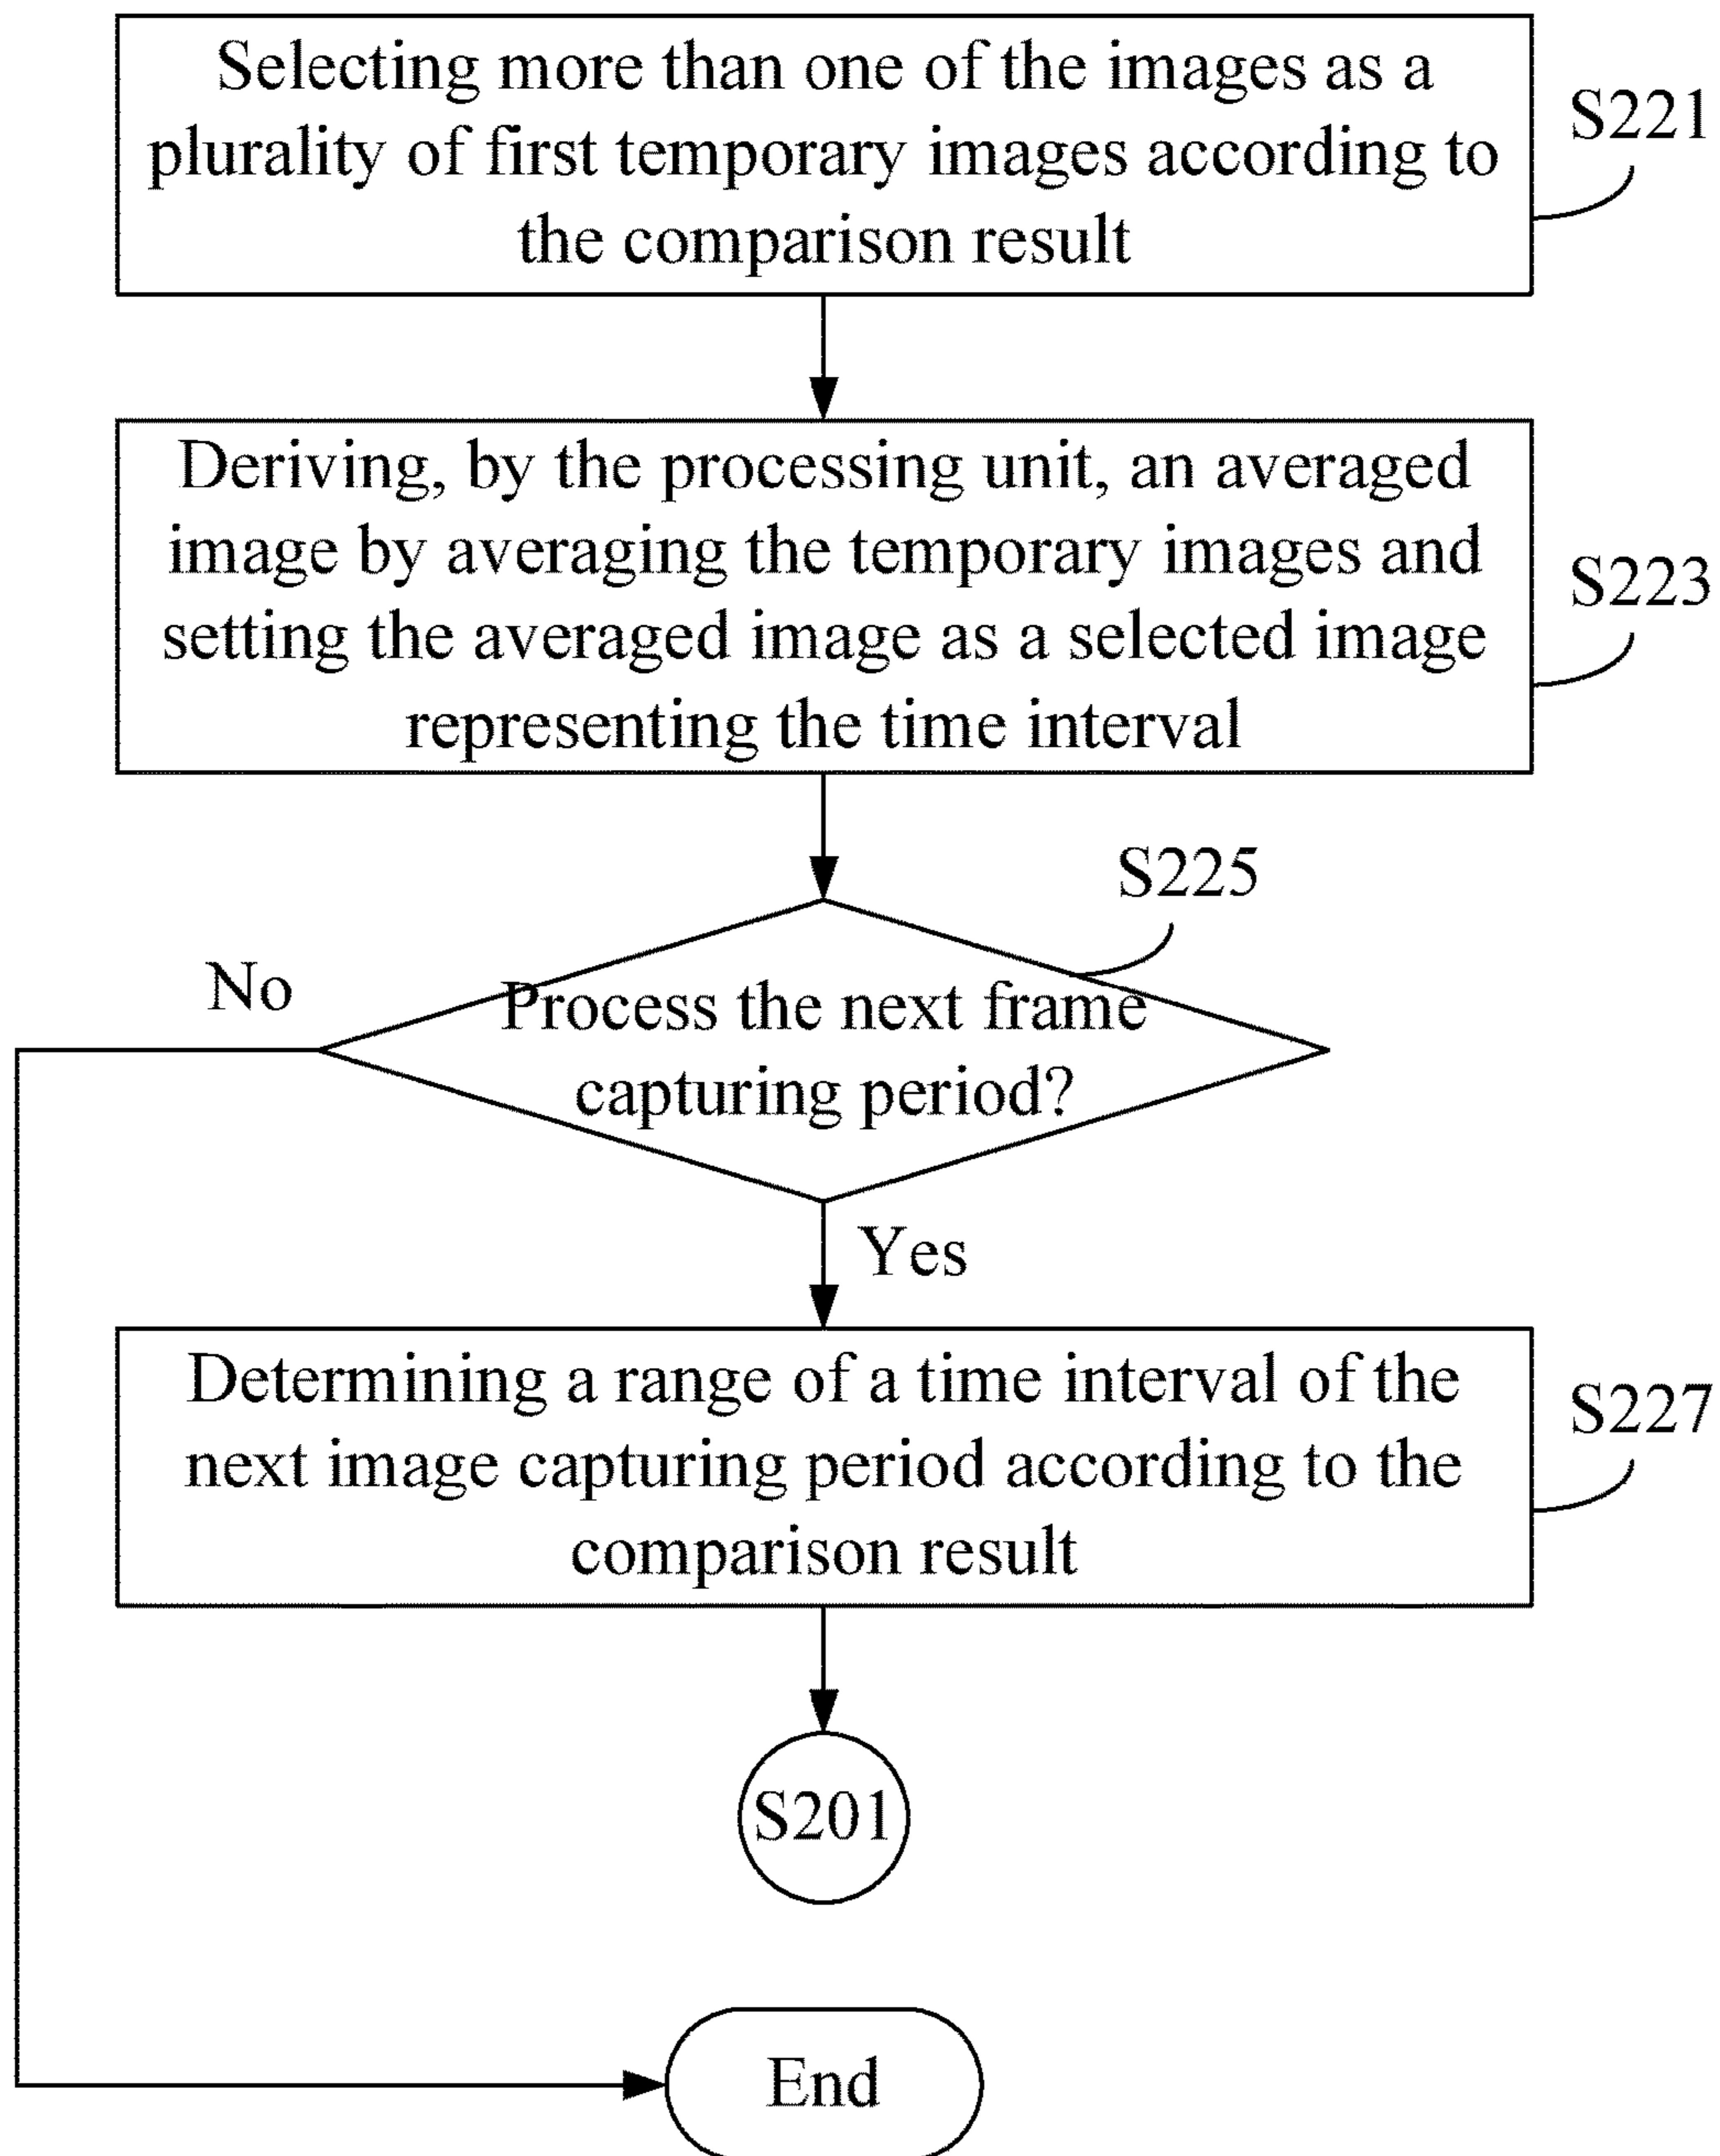 Selecting more than one of the images as a
plurality of first temporary images according to
the comparison result
S221
Deriving, by the processing unit, an averaged
image by averaging the temporary images and
setting the averaged image as a selected image
representing the time interval
S223
S225
No
Process the next frame
capturing period?
Yes
Determining a range of a time interval of the
next image capturing period according to the
comparison result
S227
S201
End